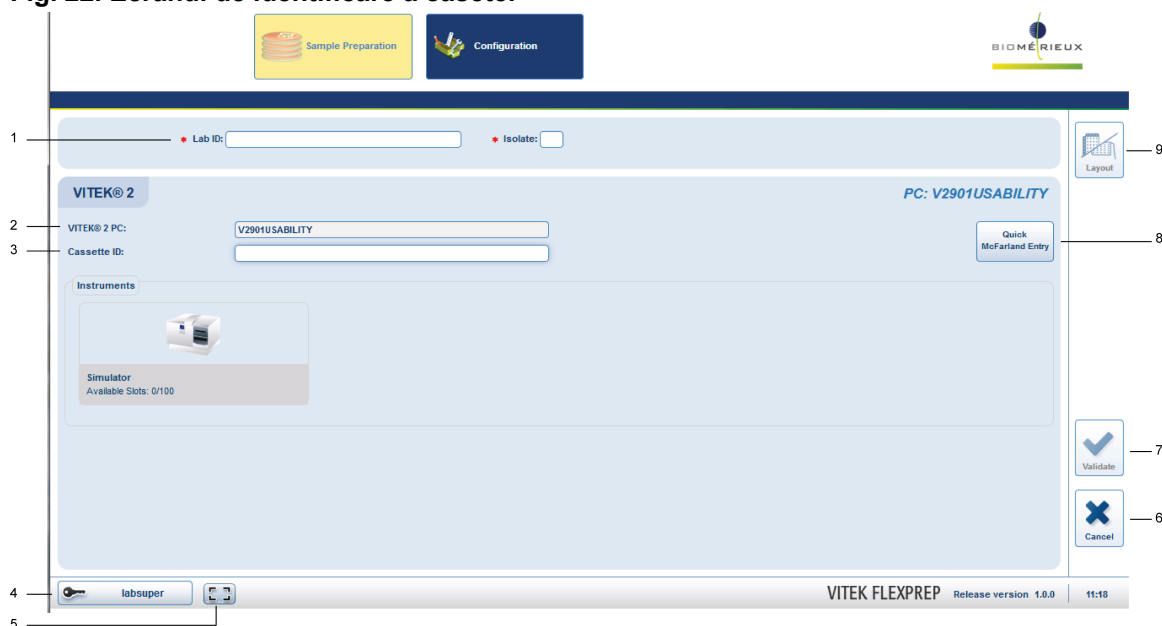 Sample Preparation
Configuration
BIOMÉRIEUX
1
* Lab ID:
* Isolate:
Layout
9
VITEK® 2
PC: V2901USABILITY
2
VITEK® 2 PC:
V2901USABILITY
Quick
McFarland Entry
8
3
Cassette ID:
Instruments
Simulator
Available Slots: 0/100
Validate
7
Cancel
6
4
labsuper
VITEK FLEXPREP
Release version 1.0.0
11:18
5